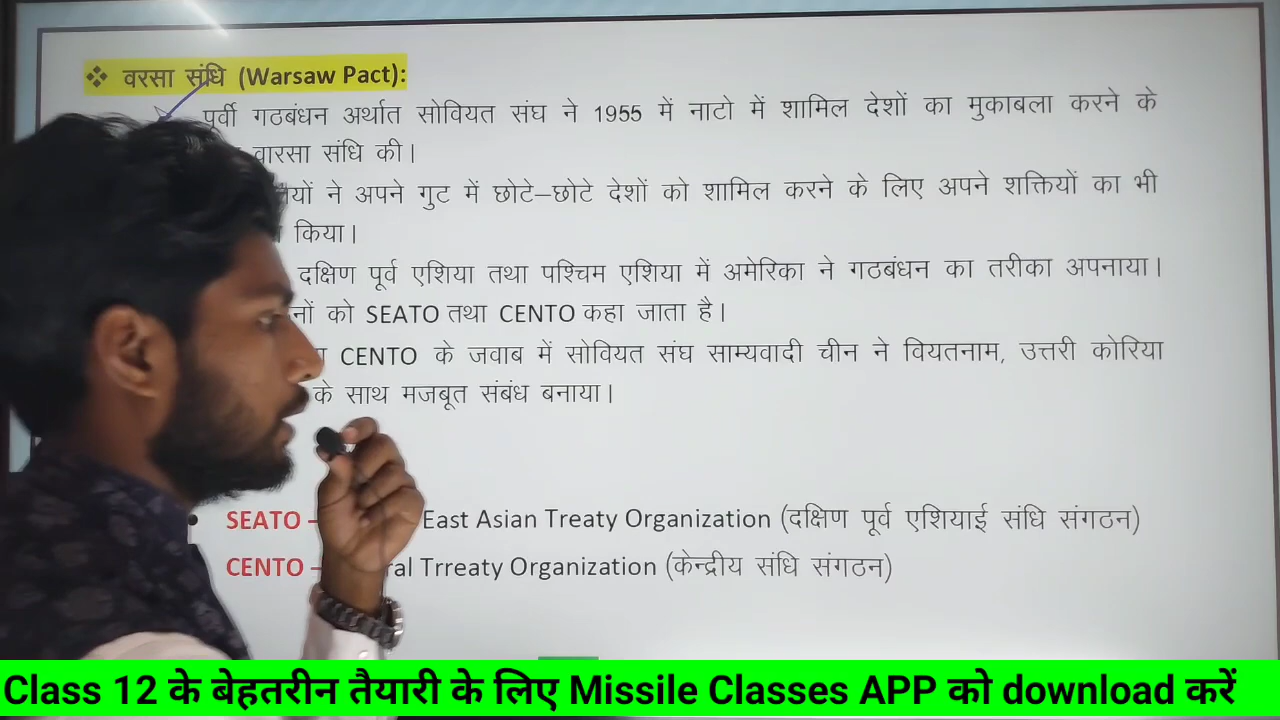 ❖ वरसा संधि (Warsaw Pact):
पूर्वी गठबंधन अर्थात सोवियत संघ ने 1955 में नाटो में शामिल देशों का मुकाबला करने के
वारसा संधि की।
ने अपने गुट में छोटे–छोटे देशों को शामिल करने के लिए अपने शक्तियों का भी
किया।
दक्षिण पूर्व एशिया तथा पश्चिम एशिया में अमेरिका ने गठबंधन का तरीका अपनाया।
को SEATO तथा CENTO कहा जाता है।
CENTO के जवाब में सोवियत संघ साम्यवादी चीन ने वियतनाम, उत्तरी कोरिया
के साथ मजबूत संबंध बनाया।
• SEATO – East Asian Treaty Organization (दक्षिण पूर्व एशियाई संधि संगठन)
CENTO – Trreaty Organization (केन्द्रीय संधि संगठन)
Class 12 के बेहतरीन तैयारी के लिए Missile Classes APP को download करें